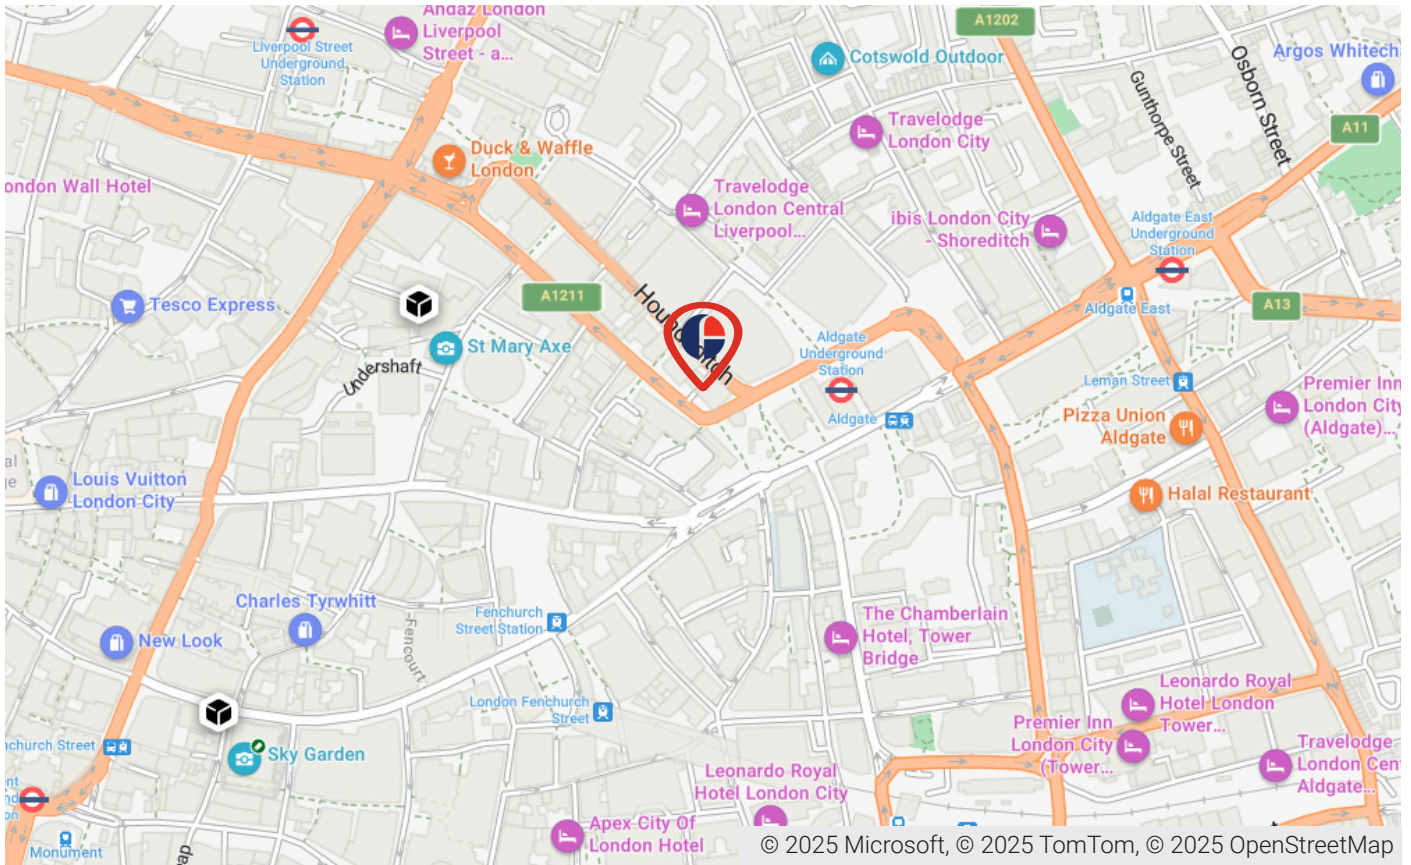 Andaz London
Liverpool
Street - a...
Liverpool Street
Underground
Station
A1202
Cotswold Outdoor
Osborn Street
Argos Whitecha
Gunthorpe Street
A11
Travelodge
London City
Duck & Waffle
London
ondon Wall Hotel
Travelodge
London Central
Liverpool...
ibis London City
- Shoreditch
Aldgate East
Underground
Station
Tesco Express
A1211
A13
Aldgate East
St Mary Axe
Undershaft
Aldgate
Underground
Station
Leman Street
Premier Inn
London City
(Aldgate)...
Pizza Union
Aldgate
Aldgate
Louis Vuitton
London City
Halal Restaurant
Charles Tyrwhitt
New Look
Fencourt
Fenchurch
Street Station
The Chamberlain
Hotel, Tower
Bridge
London Fenchurch
Street
Leonardo Royal
Hotel London
Tower...
Premier Inn
London City
(Tower...
nchurch Street
Sky Garden
Travelodge
London Cent
Aldgate...
Leonardo Royal
Hotel London City
Apex City Of
London Hotel
Monument
© 2025 Microsoft, © 2025 TomTom, © 2025 OpenStreetMap